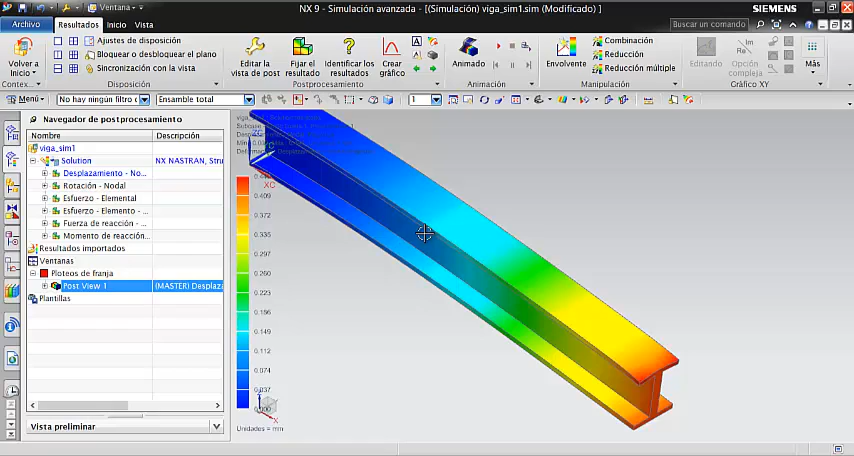 Ventana
NX 9 - Simulación avanzada - [(Simulación) viga_sim1.sim (Modificado) ]
SIEMENS
Archivo
Resultados
Inicio
Vista
Buscar un comando
Volver a
Inicio
Ajustes de disposición
Bloquear o desbloquear el plano
Sincronización con la vista
Editar la
vista de post
Fijar el
resultado
Identificar los
resultados
Crear
gráfico
Animado
Envolvente
Combinación
Reducción
Reducción múltiple
Editando
Opción
compleja
Más
Contex...
Disposición
Postprocesamiento
Animación
Manipulación
Gráfico XY
Menú
No hay ningún filtro
Ensamble total
1
Navegador de postprocesamiento
Nombre
Descripción
viga_sim1
Solution
NX NASTRAN, Stru
Desplazamiento - No...
Rotación - Nodal
Esfuerzo - Elemental
Esfuerzo - Elemento - ...
Fuerza de reacción - ...
Momento de reacción...
Resultados importados
Ventanas
Ploteos de franja
Post View 1
(MASTER) Desplaza
Plantillas
Vista preliminar
ZC
XC
0.409
0.372
0.335
0.297
0.260
0.223
0.186
0.149
0.112
0.074
0.037
0.000
X
Unidades = mm